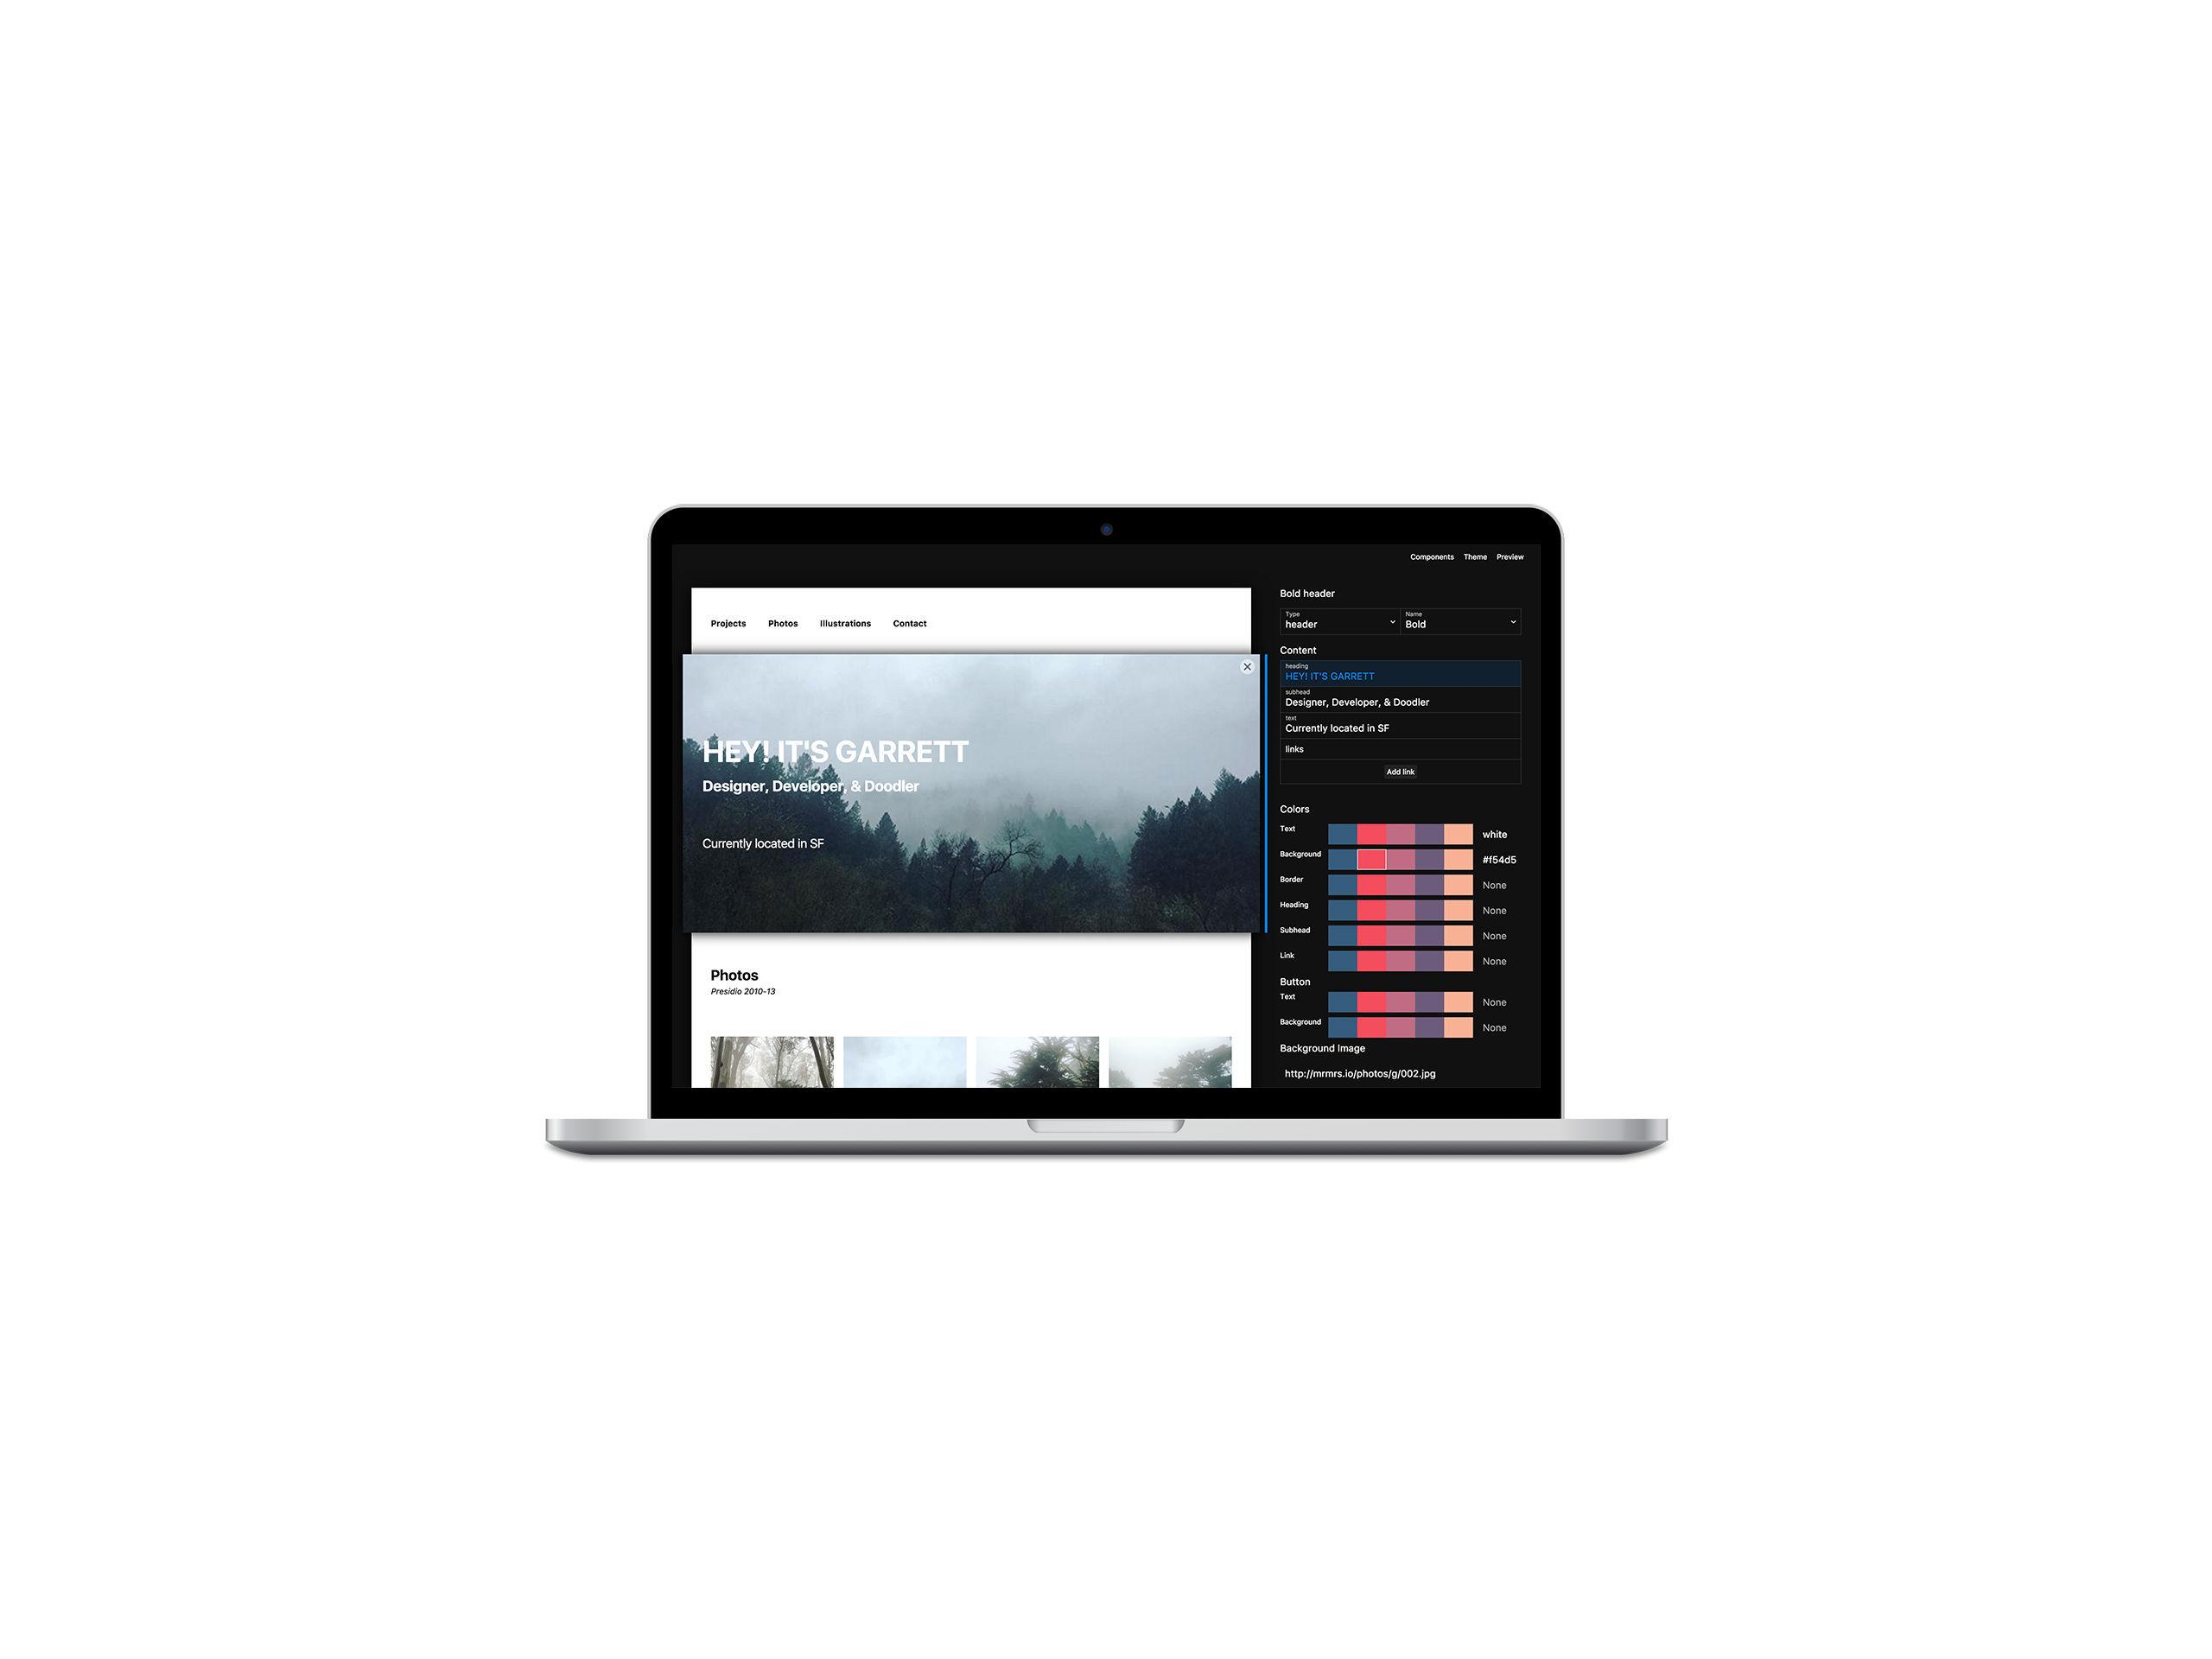 Components Theme Preview
Projects Photos Illustrations Contact
HEY! IT'S GARRETT
Designer, Developer, & Doodler
Currently located in SF
Photos
Presidio 2010-13
Bold header
Type
header
Name
Bold
Content
heading
HEY! IT'S GARRETT
subhead
Designer, Developer, & Doodler
text
Currently located in SF
links
Add link
Colors
Text white
Background #f54d5
Border None
Heading None
Subhead None
Link None
Button
Text None
Background None
Background Image
http://mrmrs.io/photos/g/002.jpg